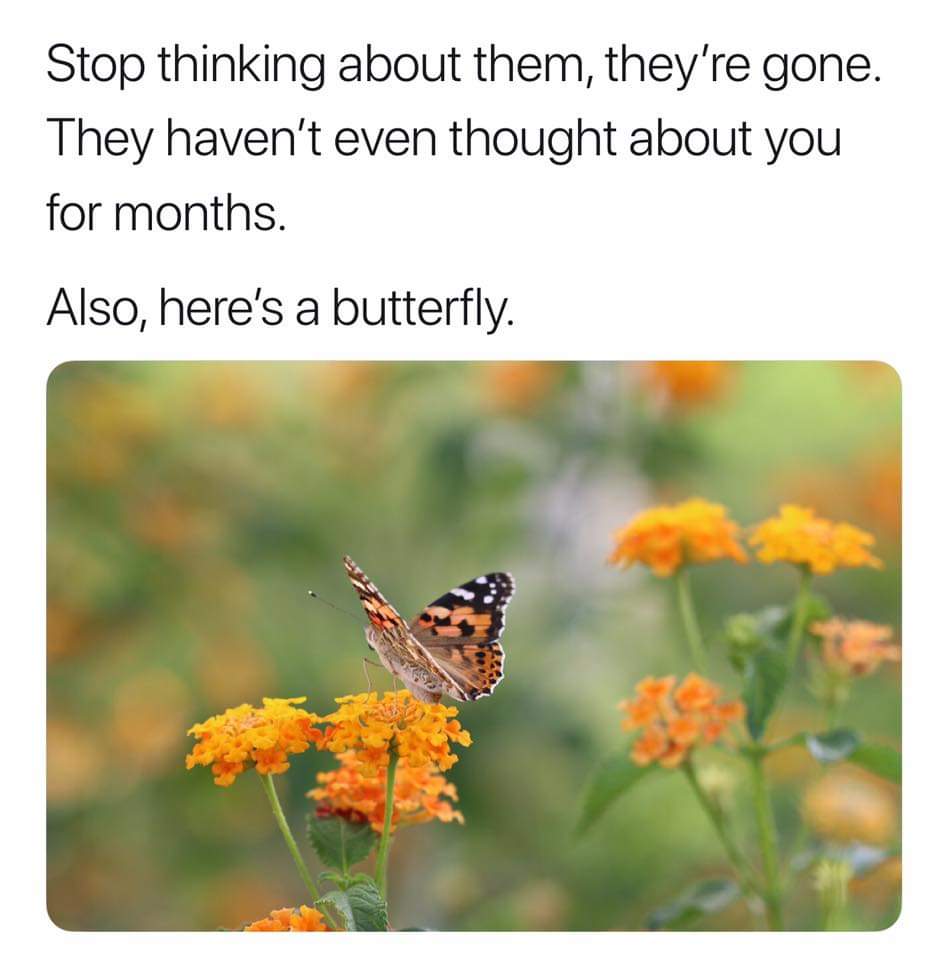 Stop thinking about them, they’re gone.
They haven’t even thought about you
for months.
Also, here’s a butterfly.